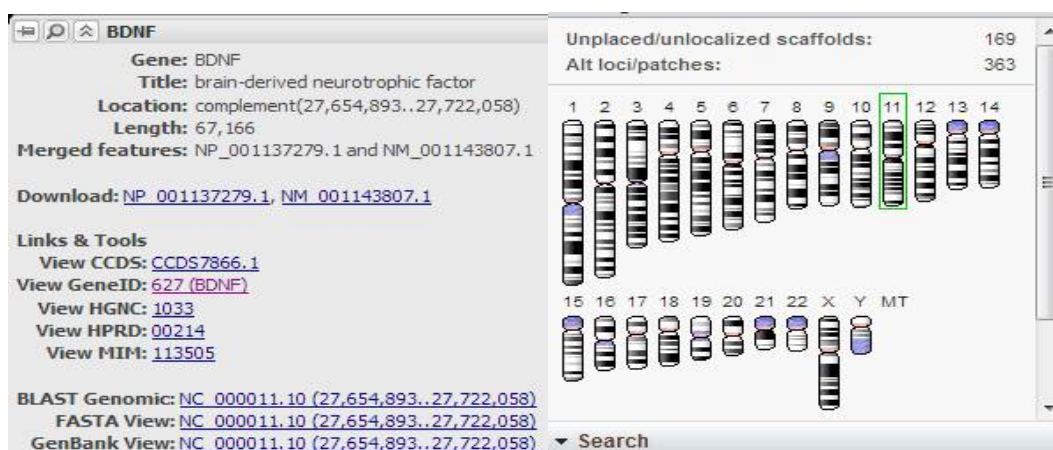 BDNF
Gene: BDNF
Title: brain-derived neurotrophic factor
Location: complement(27,654,893..27,722,058)
Length: 67,166
Merged features: NP_001137279.1 and NM_001143807.1
Download: NP_001137279.1, NM_001143807.1
Links & Tools
View CCDS: CCDS7866.1
View GeneID: 627 (BDNF)
View HGNC: 1033
View HPRD: 00214
View MIM: 113505
BLAST Genomic: NC_000011.10 (27,654,893..27,722,058)
FASTA View: NC_000011.10 (27,654,893..27,722,058)
GenBank View: NC_000011.10 (27,654,893..27,722,058)
Unplaced/unlocalized scaffolds: 169
Alt loci/patches: 363
1 2 3 4 5 6 7 8 9 10 11 12 13 14
15 16 17 18 19 20 21 22 X Y MT
Search